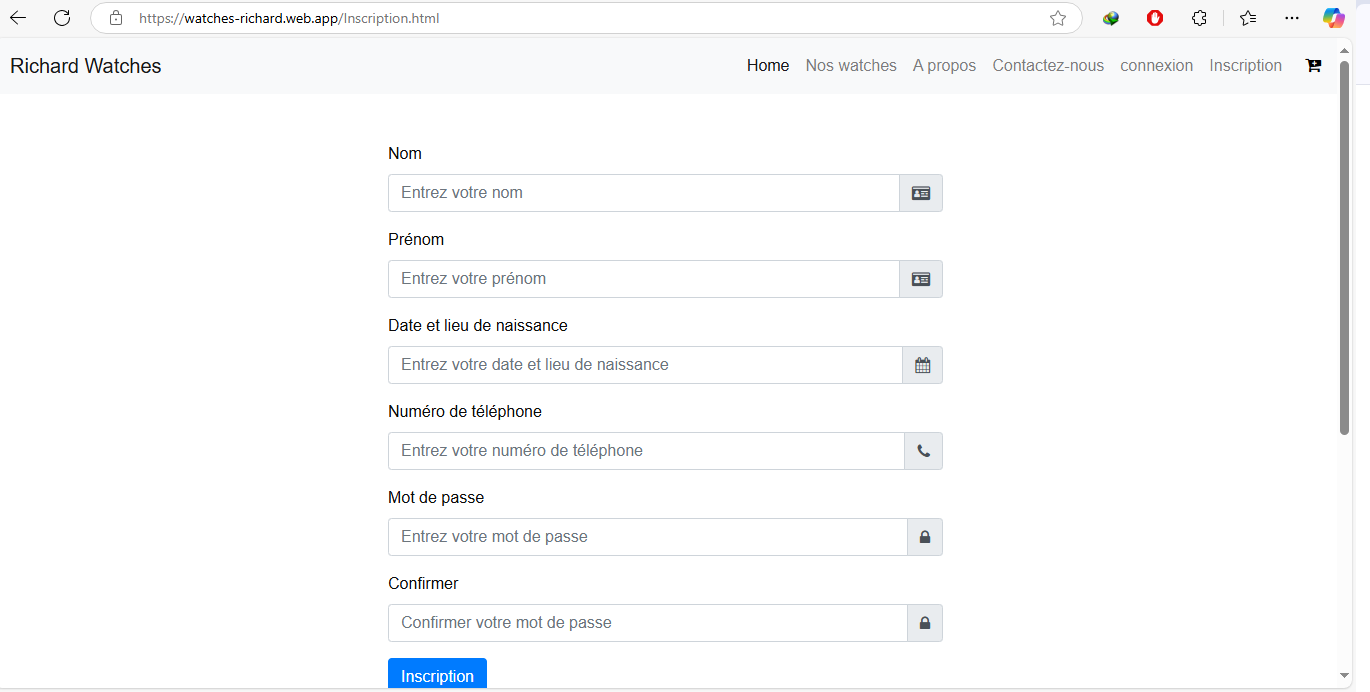 https://watches-richard.web.app/Inscription.html
Richard Watches Home Nos watches A propos Contactez-nous connexion Inscription
Nom
Entrez votre nom
Prénom
Entrez votre prénom
Date et lieu de naissance
Entrez votre date et lieu de naissance
Numéro de téléphone
Entrez votre numéro de téléphone
Mot de passe
Entrez votre mot de passe
Confirmer
Confirmer votre mot de passe
Inscription